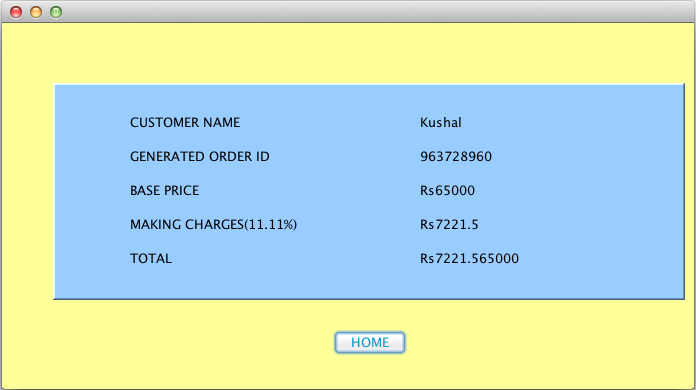 CUSTOMER NAME Kushal
GENERATED ORDER ID 963728960
BASE PRICE Rs65000
MAKING CHARGES(11.11%) Rs7221.5
TOTAL Rs7221.565000
HOME